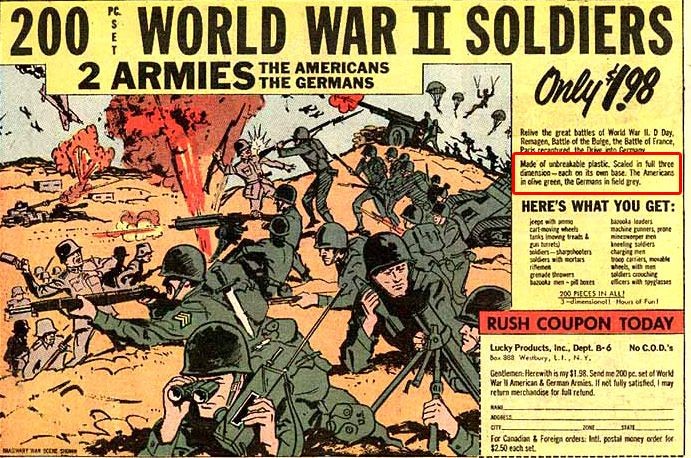 200 PC. SET WORLD WAR II SOLDIERS
2 ARMIES THE AMERICANS
THE GERMANS
Only $1.98
Relive the great battles of World War II. D Day,
Remagen, Battle of the Bulge, the Battle of France,
Paris recaptured, the Drive into Germany.
Made of unbreakable plastic. Scaled in full three
dimension — each on its own base. The Americans
in olive green, the Germans in field grey.
HERE'S WHAT YOU GET:
jeeps with ammo
cart-moving wheels
tanks (moving treads &
gun turrets)
soldiers—sharpshooters
soldiers with mortars
riflemen
grenade throwers
bazooka men – pill boxes
bazooka loaders
machine gunners, prone
minesweeper men
kneeling soldiers
charging men
troop carriers, movable
wheels, with men
soldiers crouching
officers with spyglasses
200 PIECES IN ALL!
3-dimensional! Hours of Fun!
RUSH COUPON TODAY
Lucky Products, Inc., Dept. B-6 No C.O.D.'s
Box 888 Westbury, L. I., N. Y.
Gentlemen: Herewith is my $1.98. Send me 200 pc. set of World
War II American & German Armies. If not fully satisfied, I may
return merchandise for full refund.
NAME
ADDRESS
CITY ZONE STATE
For Canadian & Foreign orders: Intl. postal money order for
$2.50 each set.
IMAGINARY WAR SCENE SHOWN